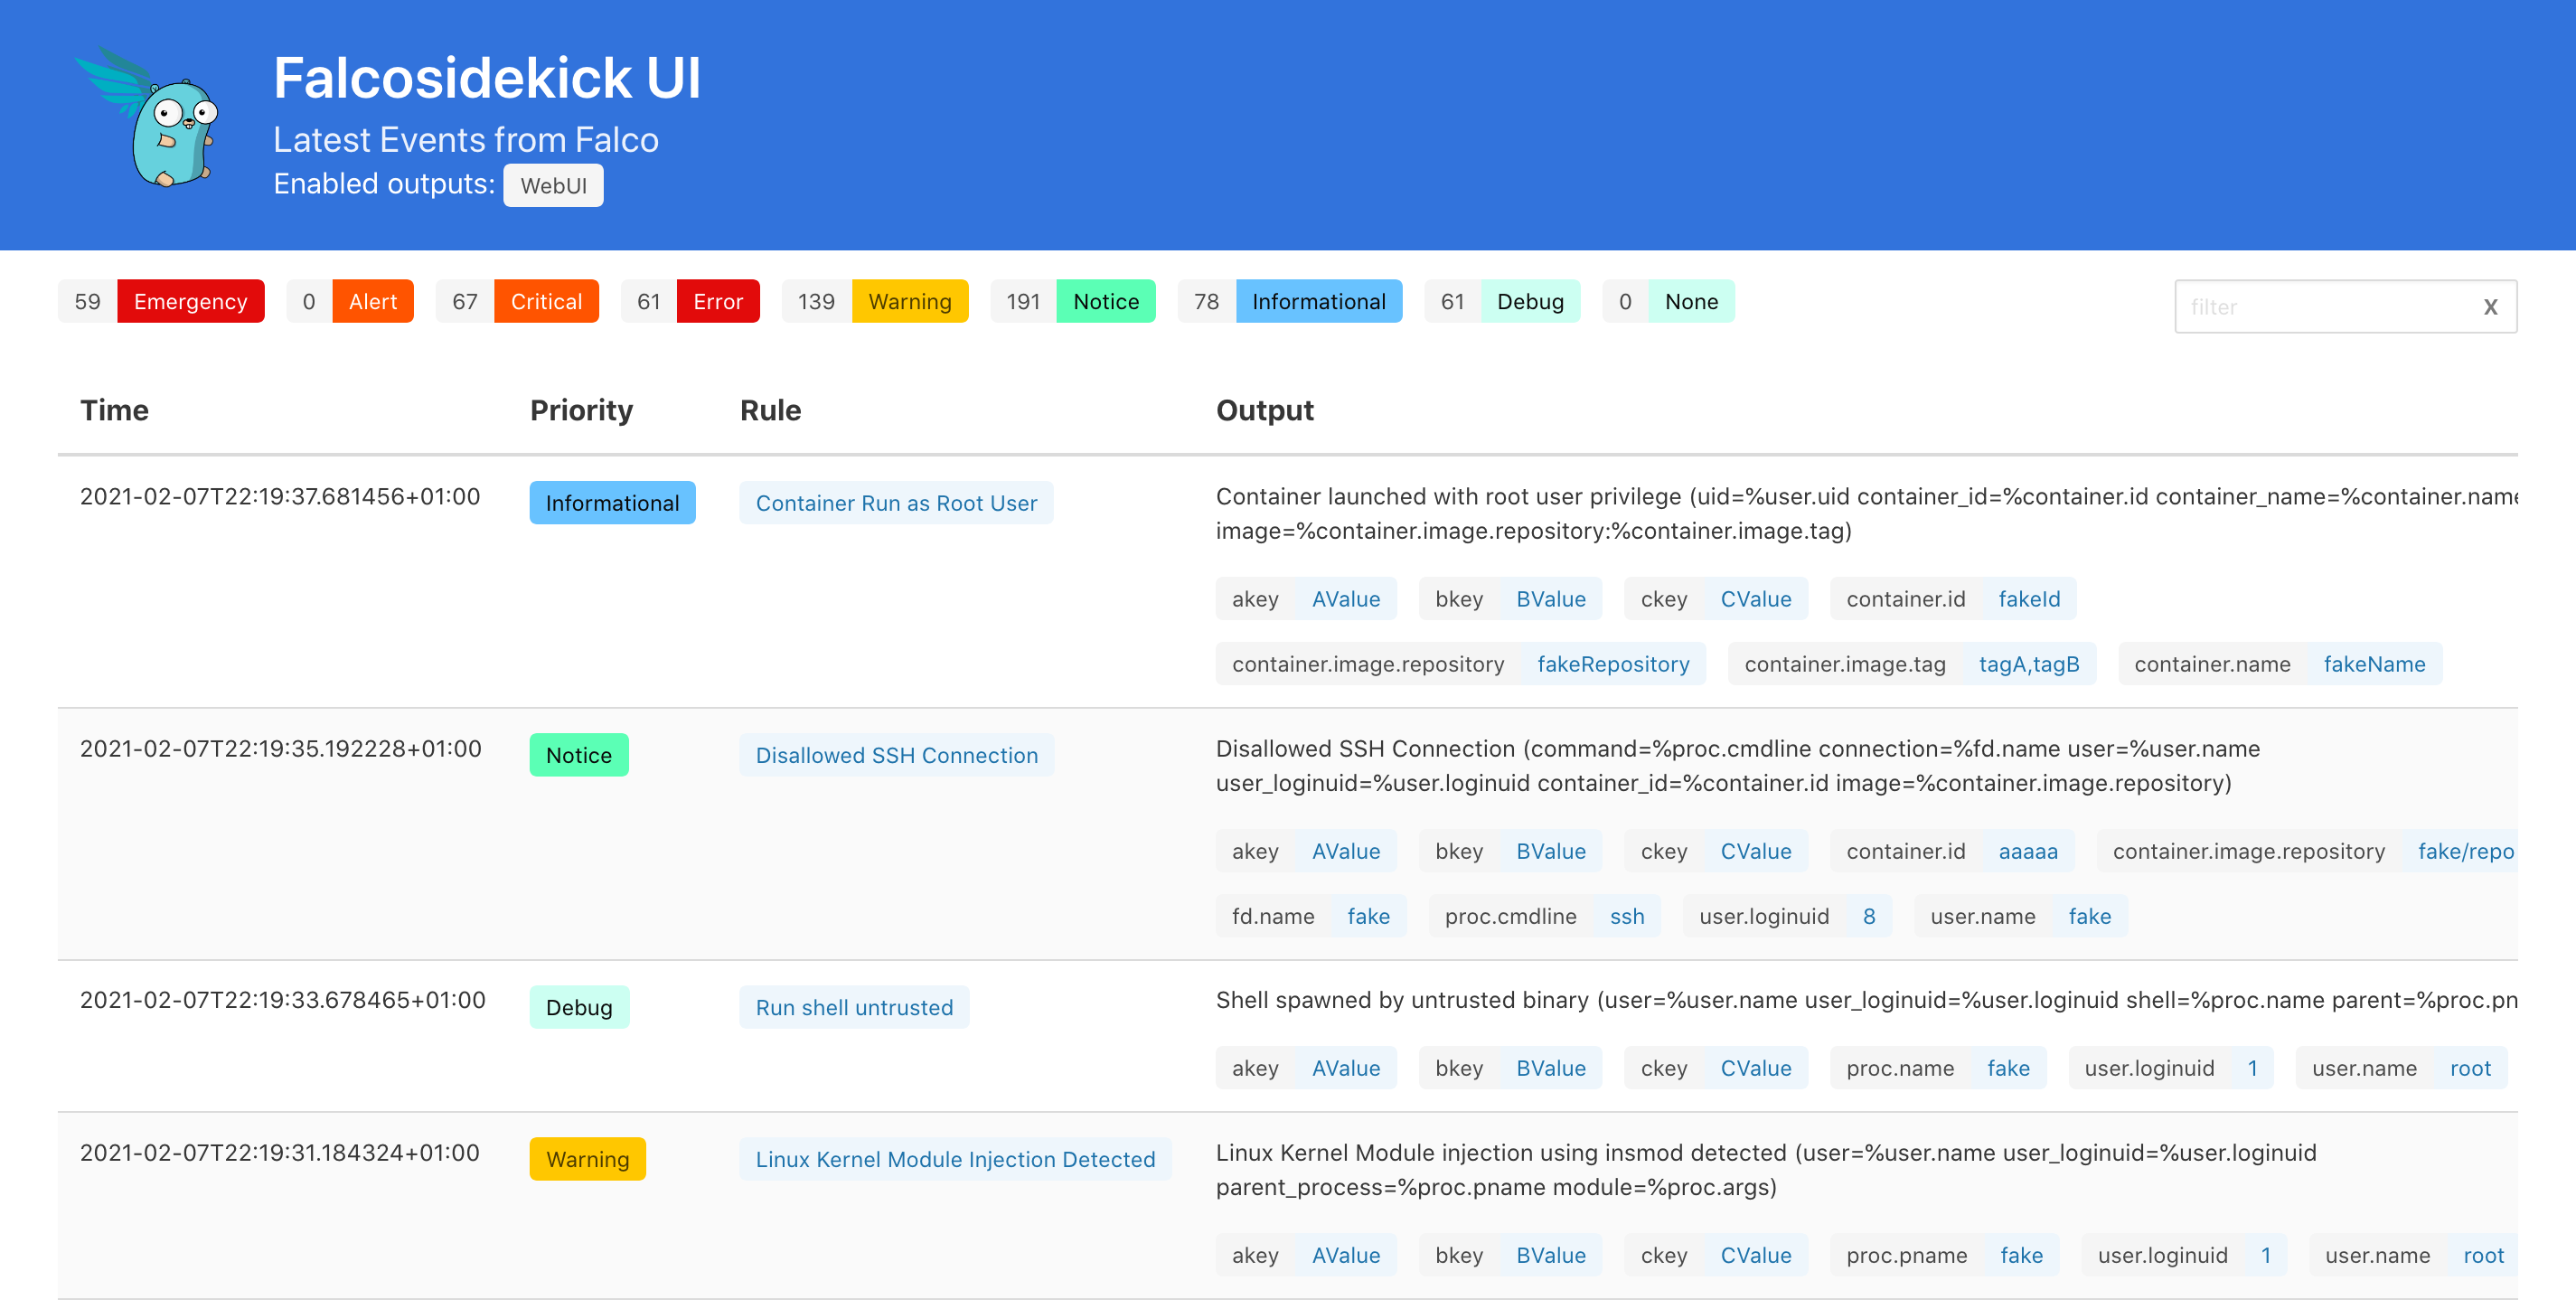 Falcosidekick UI
Latest Events from Falco
Enabled outputs: WebUI
59 Emergency 0 Alert 67 Critical 61 Error 139 Warning 191 Notice 78 Informational 61 Debug 0 None filter X
Time Priority Rule Output
2021-02-07T22:19:37.681456+01:00 Informational Container Run as Root User Container launched with root user privilege (uid=%user.uid container_id=%container.id container_name=%container.name
image=%container.image.repository:%container.image.tag)
akey AValue bkey BValue ckey CValue container.id fakeId
container.image.repository fakeRepository container.image.tag tagA,tagB container.name fakeName
2021-02-07T22:19:35.192228+01:00 Notice Disallowed SSH Connection Disallowed SSH Connection (command=%proc.cmdline connection=%fd.name user=%user.name
user_loginuid=%user.loginuid container_id=%container.id image=%container.image.repository)
akey AValue bkey BValue ckey CValue container.id aaaaa container.image.repository fake/repo
fd.name fake proc.cmdline ssh user.loginuid 8 user.name fake
2021-02-07T22:19:33.678465+01:00 Debug Run shell untrusted Shell spawned by untrusted binary (user=%user.name user_loginuid=%user.loginuid shell=%proc.name parent=%proc.pn
akey AValue bkey BValue ckey CValue proc.name fake user.loginuid 1 user.name root
2021-02-07T22:19:31.184324+01:00 Warning Linux Kernel Module Injection Detected Linux Kernel Module injection using insmod detected (user=%user.name user_loginuid=%user.loginuid
parent_process=%proc.pname module=%proc.args)
akey AValue bkey BValue ckey CValue proc.pname fake user.loginuid 1 user.name root